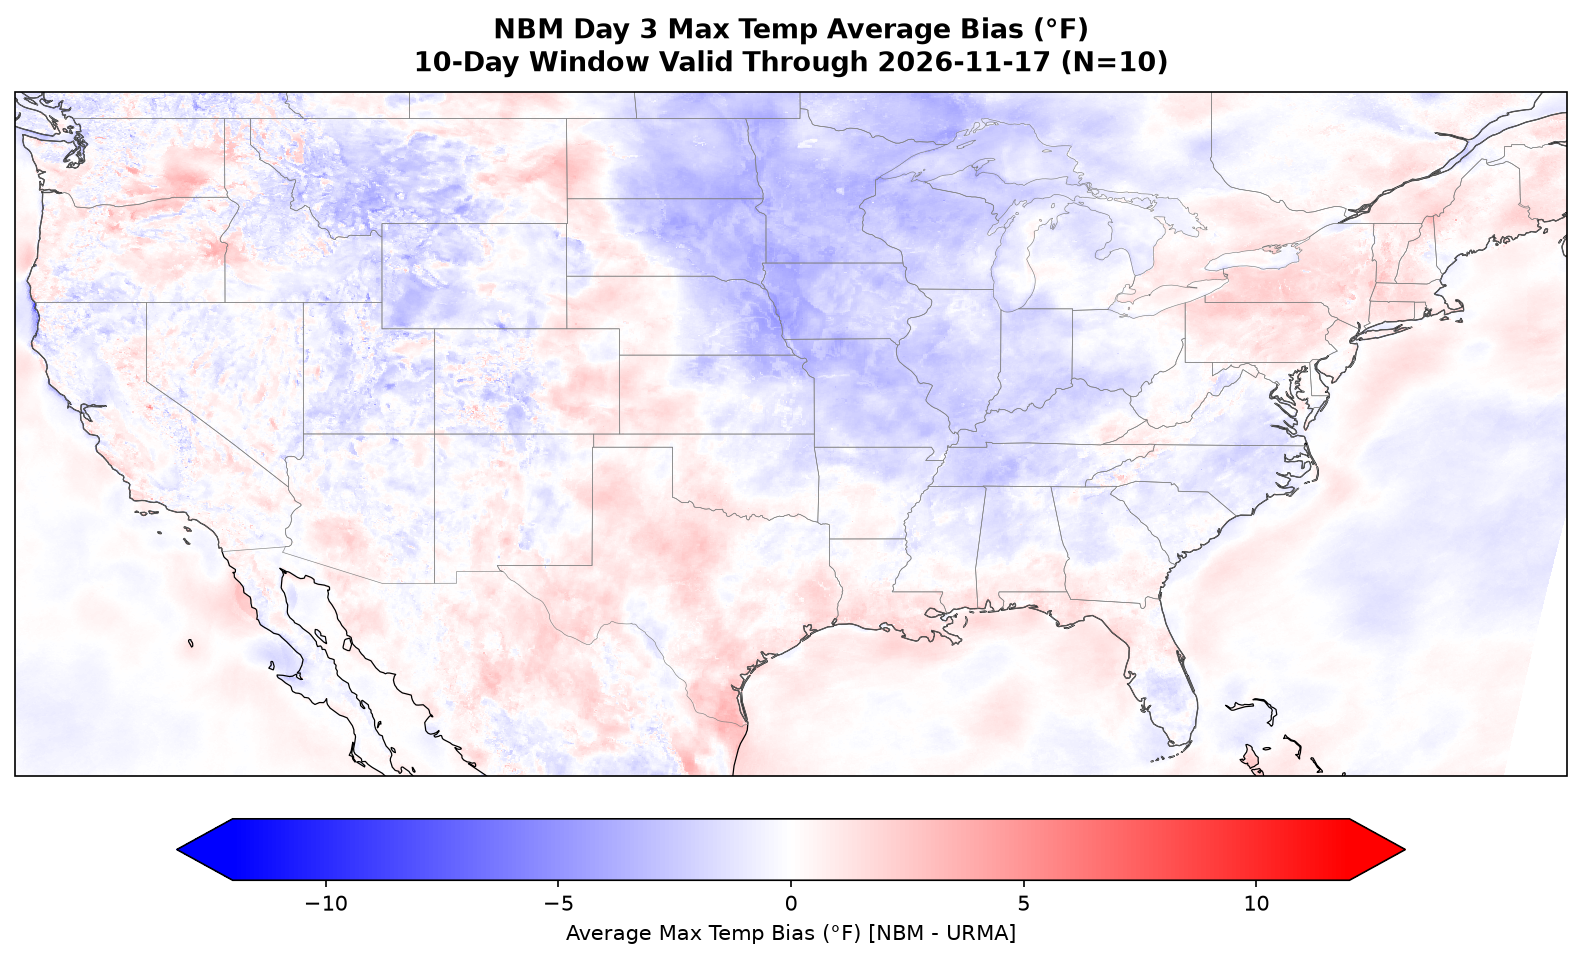 NBM Day 3 Max Temp Average Bias (°F)
10-Day Window Valid Through 2026-11-17 (N=10)
−10 −5 0 5 10
Average Max Temp Bias (°F) [NBM - URMA]